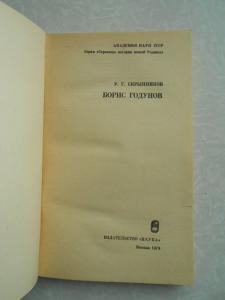 АКАДЕМИЯ НАУК СССР
Серия «Страницы истории нашей Родины»
Р. Г. СКРЫННИКОВ
БОРИС ГОДУНОВ
ИЗДАТЕЛЬСТВО «НАУКА»
Москва 1978